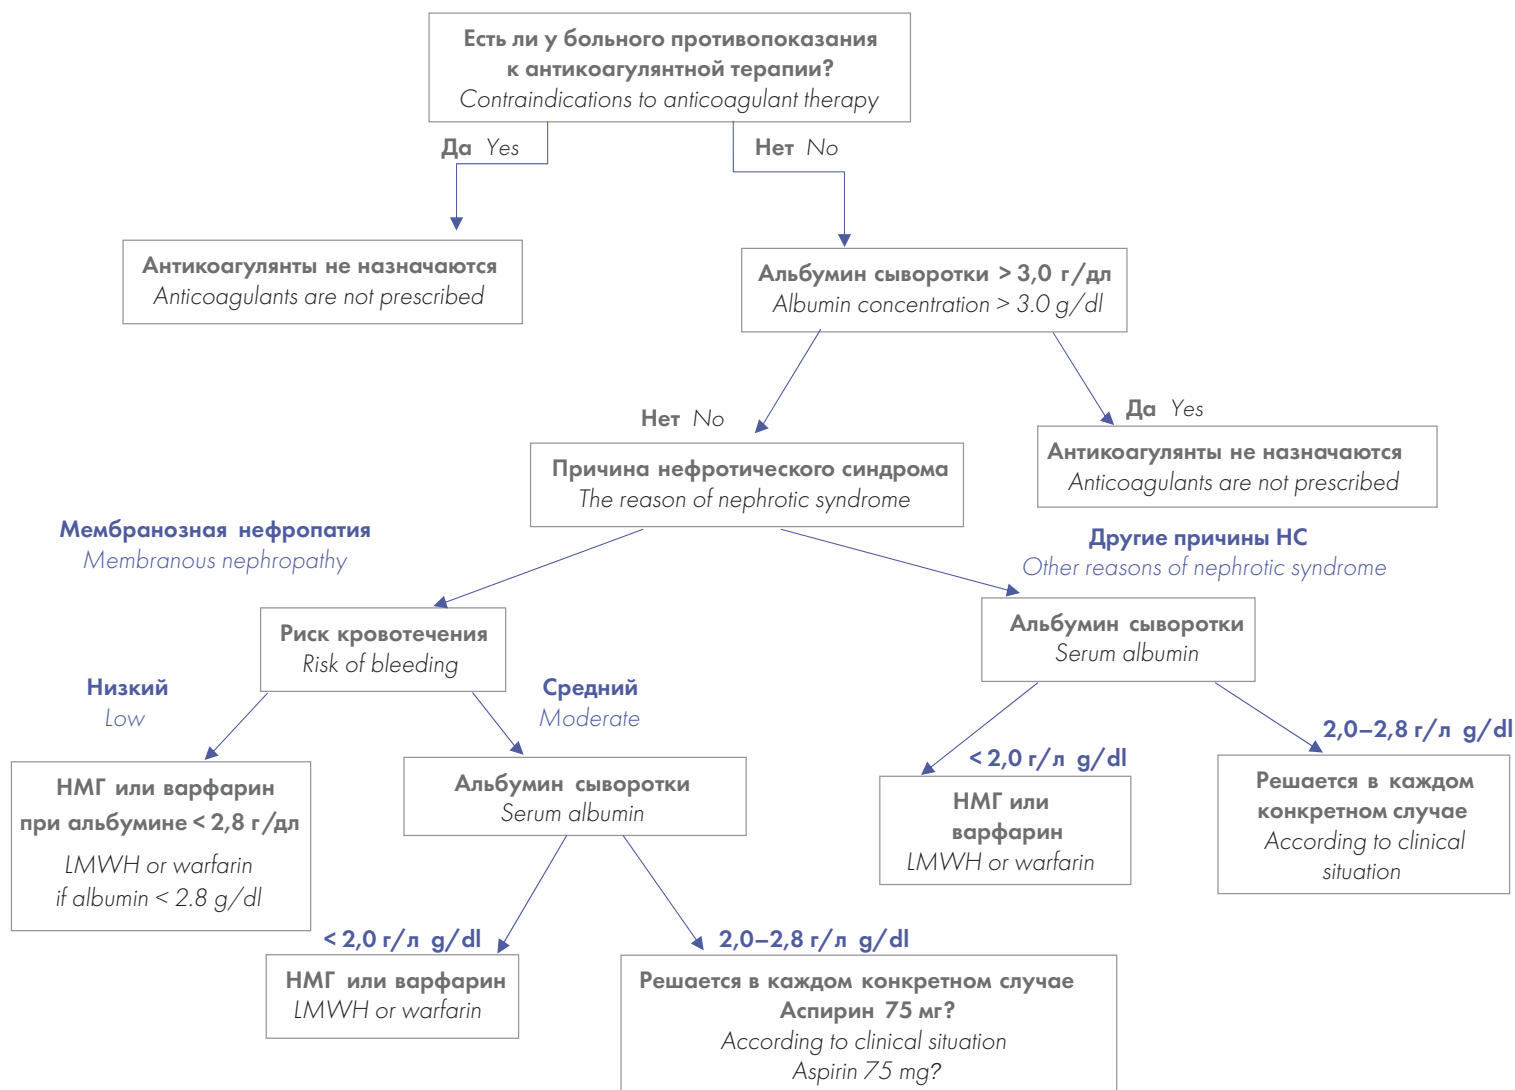 Есть ли у больного противопоказания
к антикоагулянтной терапии?
Contraindications to anticoagulant therapy
Да Yes
Нет No
Антикоагулянты не назначаются
Anticoagulants are not prescribed
Альбумин сыворотки > 3,0 г/дл
Albumin concentration > 3.0 g/dl
Нет No
Да Yes
Причина нефротического синдрома
The reason of nephrotic syndrome
Антикоагулянты не назначаются
Anticoagulants are not prescribed
Мембранозная нефропатия
Membranous nephropathy
Другие причины НС
Other reasons of nephrotic syndrome
Риск кровотечения
Risk of bleeding
Альбумин сыворотки
Serum albumin
Низкий
Low
Средний
Moderate
< 2,0 г/л g/dl
2,0–2,8 г/л g/dl
НМГ или варфарин
при альбумине < 2,8 г/дл
LMWH or warfarin
if albumin < 2.8 g/dl
Альбумин сыворотки
Serum albumin
НМГ или
варфарин
LMWH or warfarin
Решается в каждом
конкретном случае
According to clinical
situation
< 2,0 г/л g/dl
2,0–2,8 г/л g/dl
НМГ или варфарин
LMWH or warfarin
Решается в каждом конкретном случае
Аспирин 75 мг?
According to clinical situation
Aspirin 75 mg?